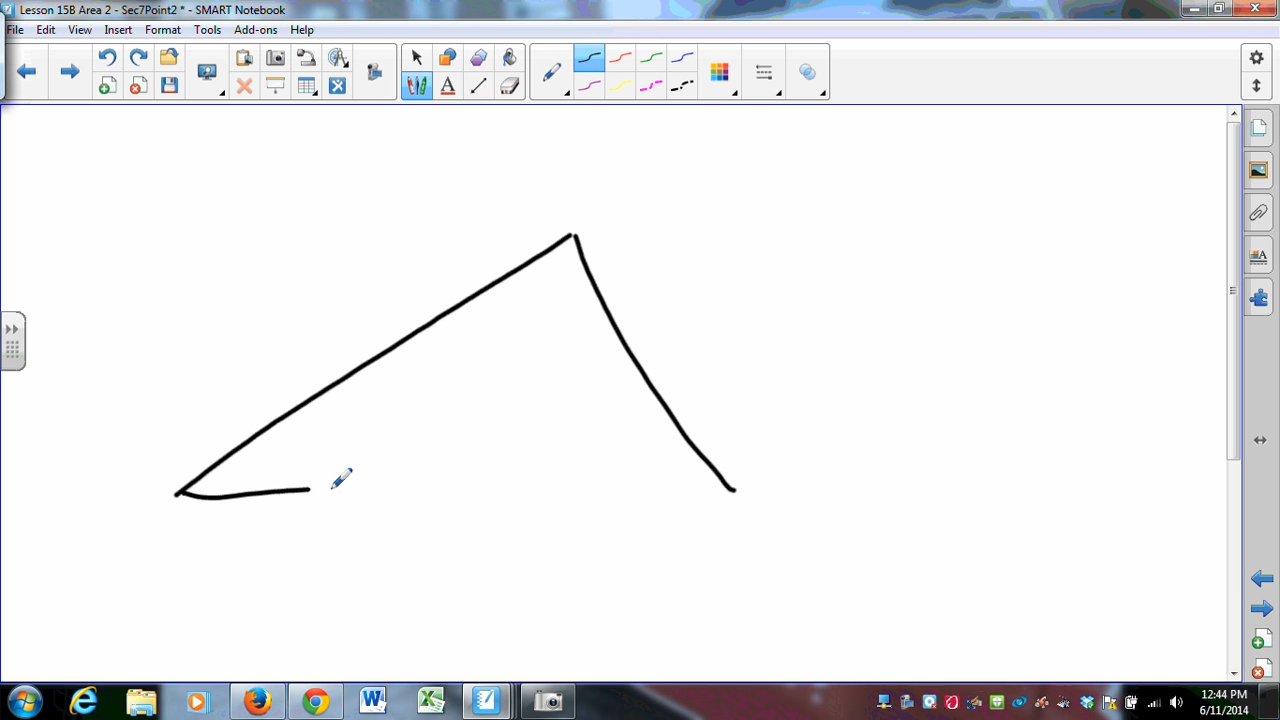 Lesson 15B Area 2 - Sec7Point2 * - SMART Notebook
File Edit View Insert Format Tools Add-ons Help
12:44 PM
6/11/2014